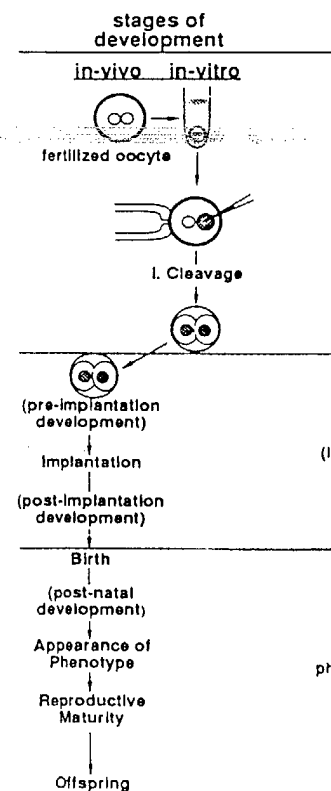 stages of
development
in-vivo in-vitro
fertilized oocyte
I. Cleavage
(pre-implantation
development)
Implantation
(I
(post-implantation
development)
Birth
(post-natal
development)
Appearance of
Phenotype
ph
Reproductive
Maturity
Offspring